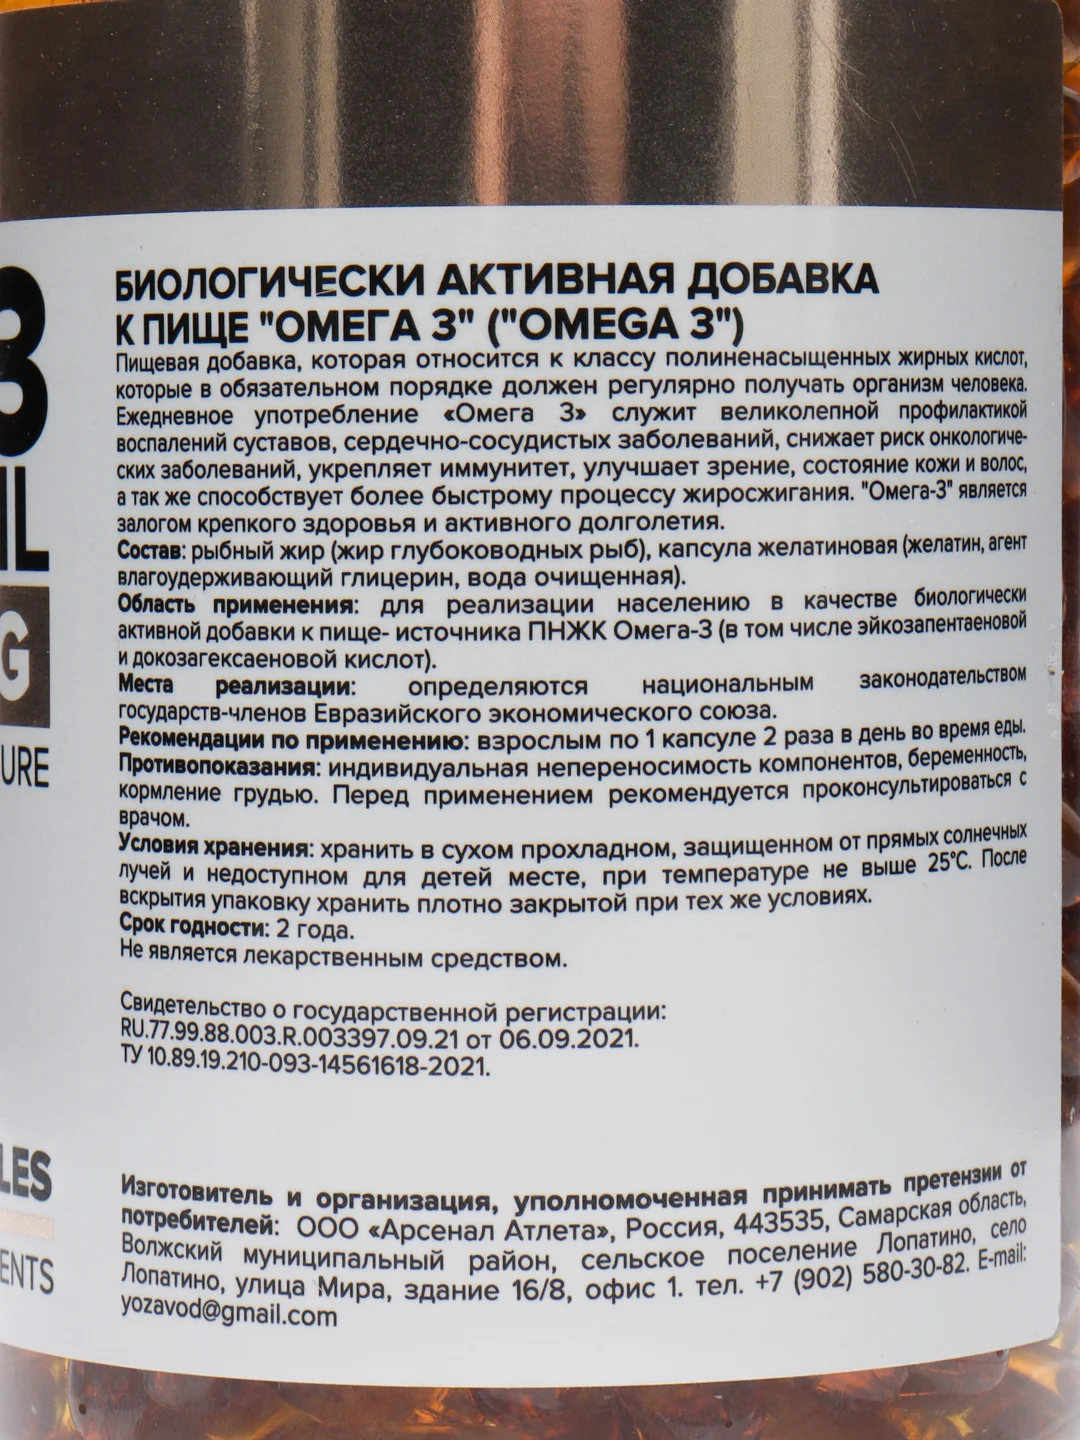 3
IL
G
URE
LES
ENTS
БИОЛОГИЧЕСКИ АКТИВНАЯ ДОБАВКА
К ПИЩЕ "ОМЕГА 3" ("OMEGA 3")
Пищевая добавка, которая относится к классу полиненасыщенных жирных кислот,
которые в обязательном порядке должен регулярно получать организм человека.
Ежедневное употребление «Омега 3» служит великолепной профилактикой
воспалений суставов, сердечно-сосудистых заболеваний, снижает риск онкологиче-
ских заболеваний, укрепляет иммунитет, улучшает зрение, состояние кожи и волос,
а так же способствует более быстрому процессу жиросжигания. "Омега-3" является
залогом крепкого здоровья и активного долголетия.
Состав: рыбный жир (жир глубоководных рыб), капсула желатиновая (желатин, агент
влагоудерживающий глицерин, вода очищенная).
Область применения: для реализации населению в качестве биологически
активной добавки к пище- источника ПНЖК Омега-3 (в том числе эйкозапентаеновой
и докозагексаеновой кислот).
Места реализации: определяются национальным законодательством
государств-членов Евразийского экономического союза.
Рекомендации по применению: взрослым по 1 капсуле 2 раза в день во время еды.
Противопоказания: индивидуальная непереносимость компонентов, беременность,
кормление грудью. Перед применением рекомендуется проконсультироваться с
врачом.
Условия хранения: хранить в сухом прохладном, защищенном от прямых солнечных
лучей и недоступном для детей месте, при температуре не выше 25°С. После
вскрытия упаковку хранить плотно закрытой при тех же условиях.
Срок годности: 2 года.
Не является лекарственным средством.
Свидетельство о государственной регистрации:
RU.77.99.88.003.R.003397.09.21 от 06.09.2021.
ТУ 10.89.19.210-093-14561618-2021.
Изготовитель и организация, уполномоченная принимать претензии от
потребителей: ООО «Арсенал Атлета», Россия, 443535, Самарская область,
Волжский муниципальный район, сельское поселение Лопатино, село
Лопатино, улица Мира, здание 16/8, офис 1. тел. +7 (902) 580-30-82. E-mail:
yozavod@gmail.com